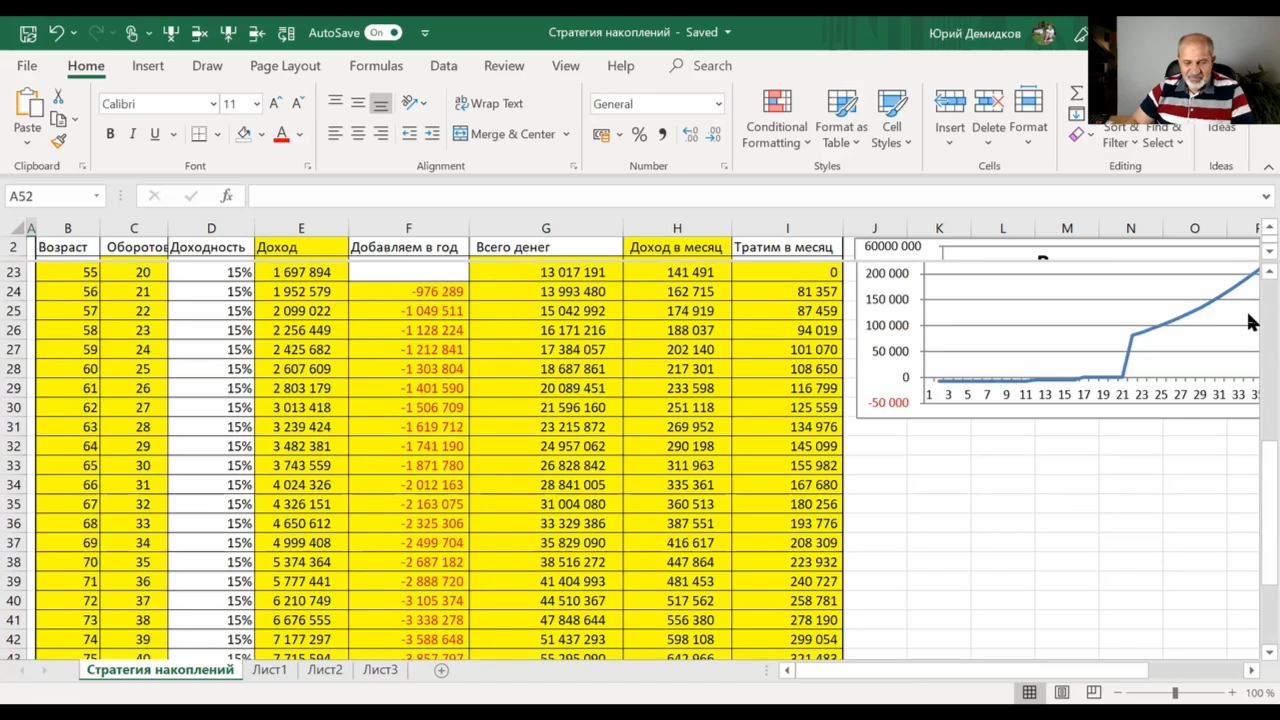 AutoSave On
Стратегия накоплений - Saved
Юрий Демидков
File Home Insert Draw Page Layout Formulas Data Review View Help Search
Calibri 11 Wrap Text General
Paste B I U Merge & Center % Conditional Formatting Format as Table Cell Styles Insert Delete Format Sort & Filter Find & Select Ideas
Clipboard Font Alignment Number Styles Cells Editing Ideas
A52 fx
A B C D E F G H I J K L M N O
2 Возраст Оборотов Доходность Доход Добавляем в год Всего денег Доход в месяц Тратим в месяц
23 55 20 15% 1 697 894 13 017 191 141 491 0
24 56 21 15% 1 952 579 -976 289 13 993 480 162 715 81 357
25 57 22 15% 2 099 022 -1 049 511 15 042 992 174 919 87 459
26 58 23 15% 2 256 449 -1 128 224 16 171 216 188 037 94 019
27 59 24 15% 2 425 682 -1 212 841 17 384 057 202 140 101 070
28 60 25 15% 2 607 609 -1 303 804 18 687 861 217 301 108 650
29 61 26 15% 2 803 179 -1 401 590 20 089 451 233 598 116 799
30 62 27 15% 3 013 418 -1 506 709 21 596 160 251 118 125 559
31 63 28 15% 3 239 424 -1 619 712 23 215 872 269 952 134 976
32 64 29 15% 3 482 381 -1 741 190 24 957 062 290 198 145 099
33 65 30 15% 3 743 559 -1 871 780 26 828 842 311 963 155 982
34 66 31 15% 4 024 326 -2 012 163 28 841 005 335 361 167 680
35 67 32 15% 4 326 151 -2 163 075 31 004 080 360 513 180 256
36 68 33 15% 4 650 612 -2 325 306 33 329 386 387 551 193 776
37 69 34 15% 4 999 408 -2 499 704 35 829 090 416 617 208 309
38 70 35 15% 5 374 364 -2 687 182 38 516 272 447 864 223 932
39 71 36 15% 5 777 441 -2 888 720 41 404 993 481 453 240 727
40 72 37 15% 6 210 749 -3 105 374 44 510 367 517 562 258 781
41 73 38 15% 6 676 555 -3 338 278 47 848 644 556 380 278 190
42 74 39 15% 7 177 297 -3 588 648 51 437 293 598 108 299 054
43 75 40 15% 7 715 594 -3 857 797 55 295 090 642 966 321 483
60000 000
200 000
150 000
100 000
50 000
0
-50 000
1 3 5 7 9 11 13 15 17 19 21 23 25 27 29 31 33
Стратегия накоплений Лист1 Лист2 Лист3
100 %